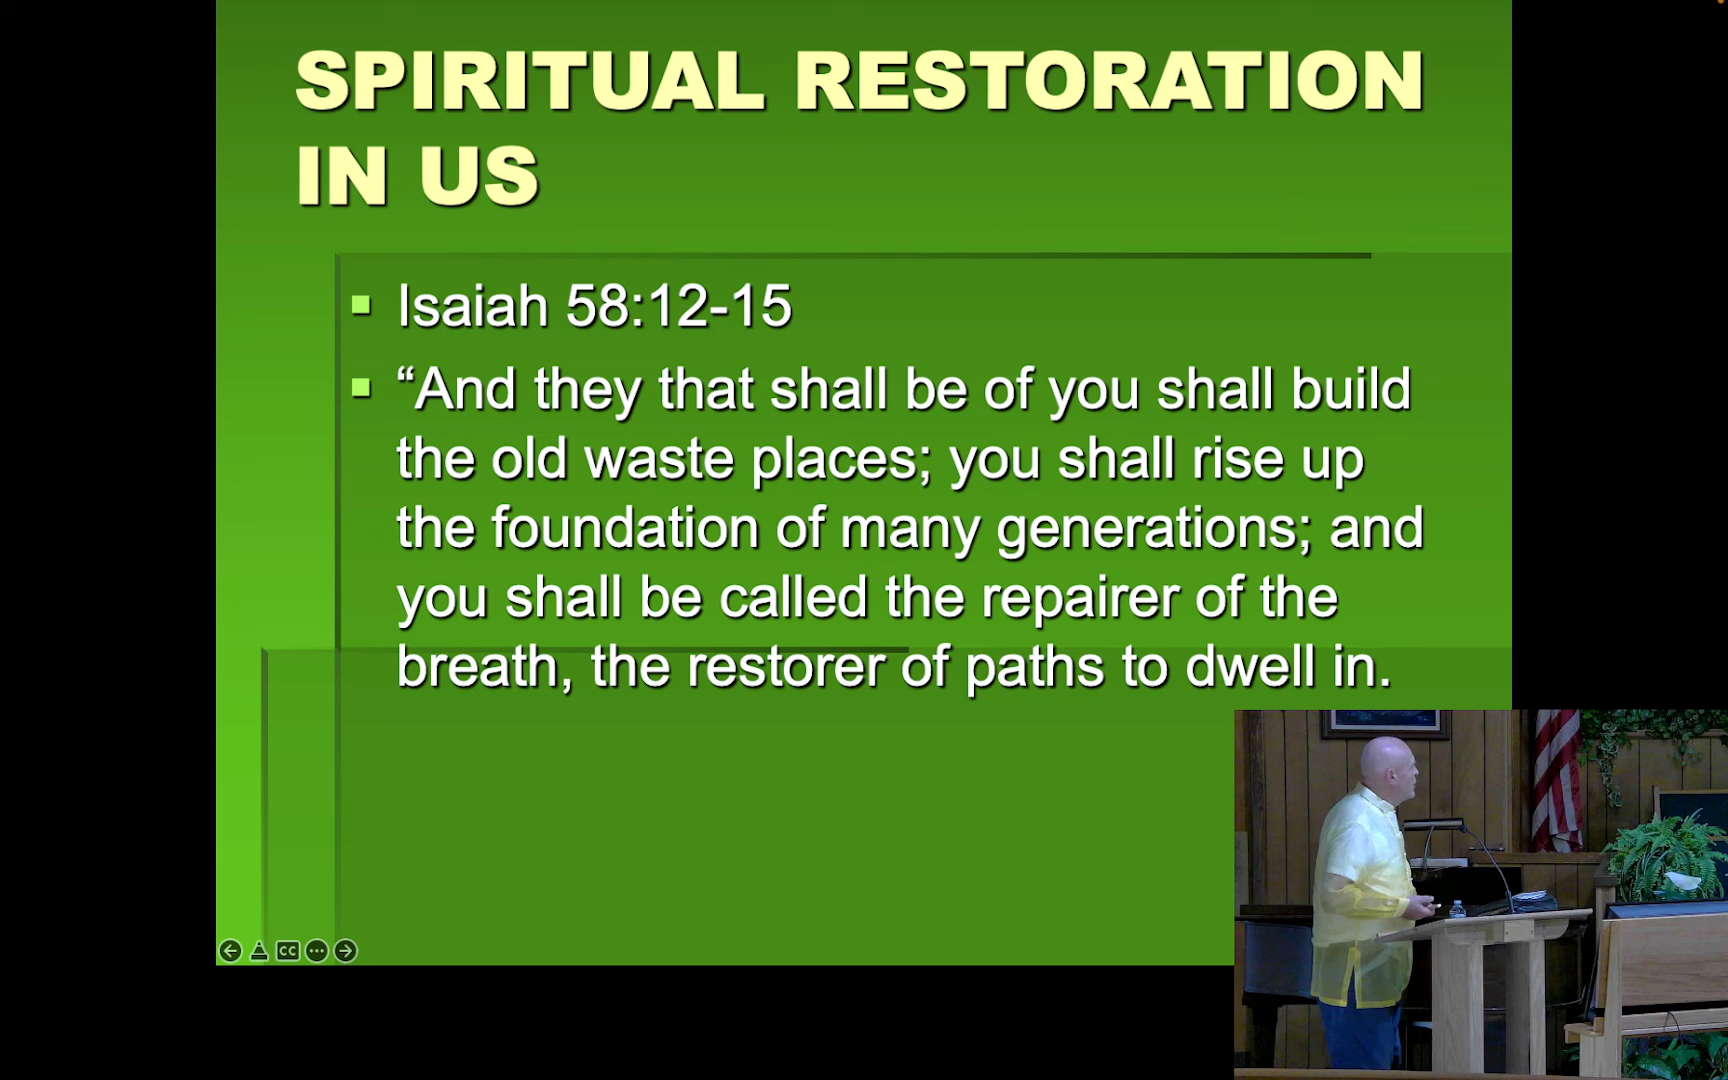 SPIRITUAL RESTORATION
IN US
Isaiah 58:12-15
“And they that shall be of you shall build
the old waste places; you shall rise up
the foundation of many generations; and
you shall be called the repairer of the
breath, the restorer of paths to dwell in.
CC